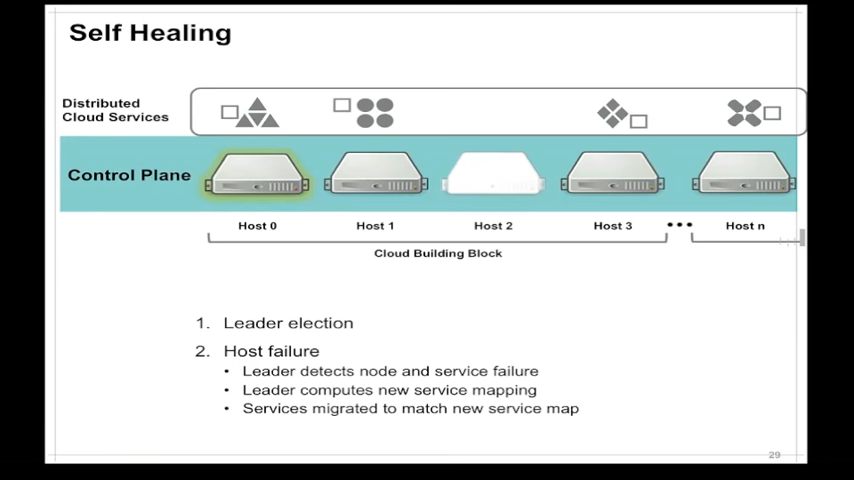 Self Healing
Distributed
Cloud Services
Control Plane
Host 0
Host 1
Host 2
Host 3
•••
Host n
Cloud Building Block
1. Leader election
2. Host failure
• Leader detects node and service failure
• Leader computes new service mapping
• Services migrated to match new service map
29